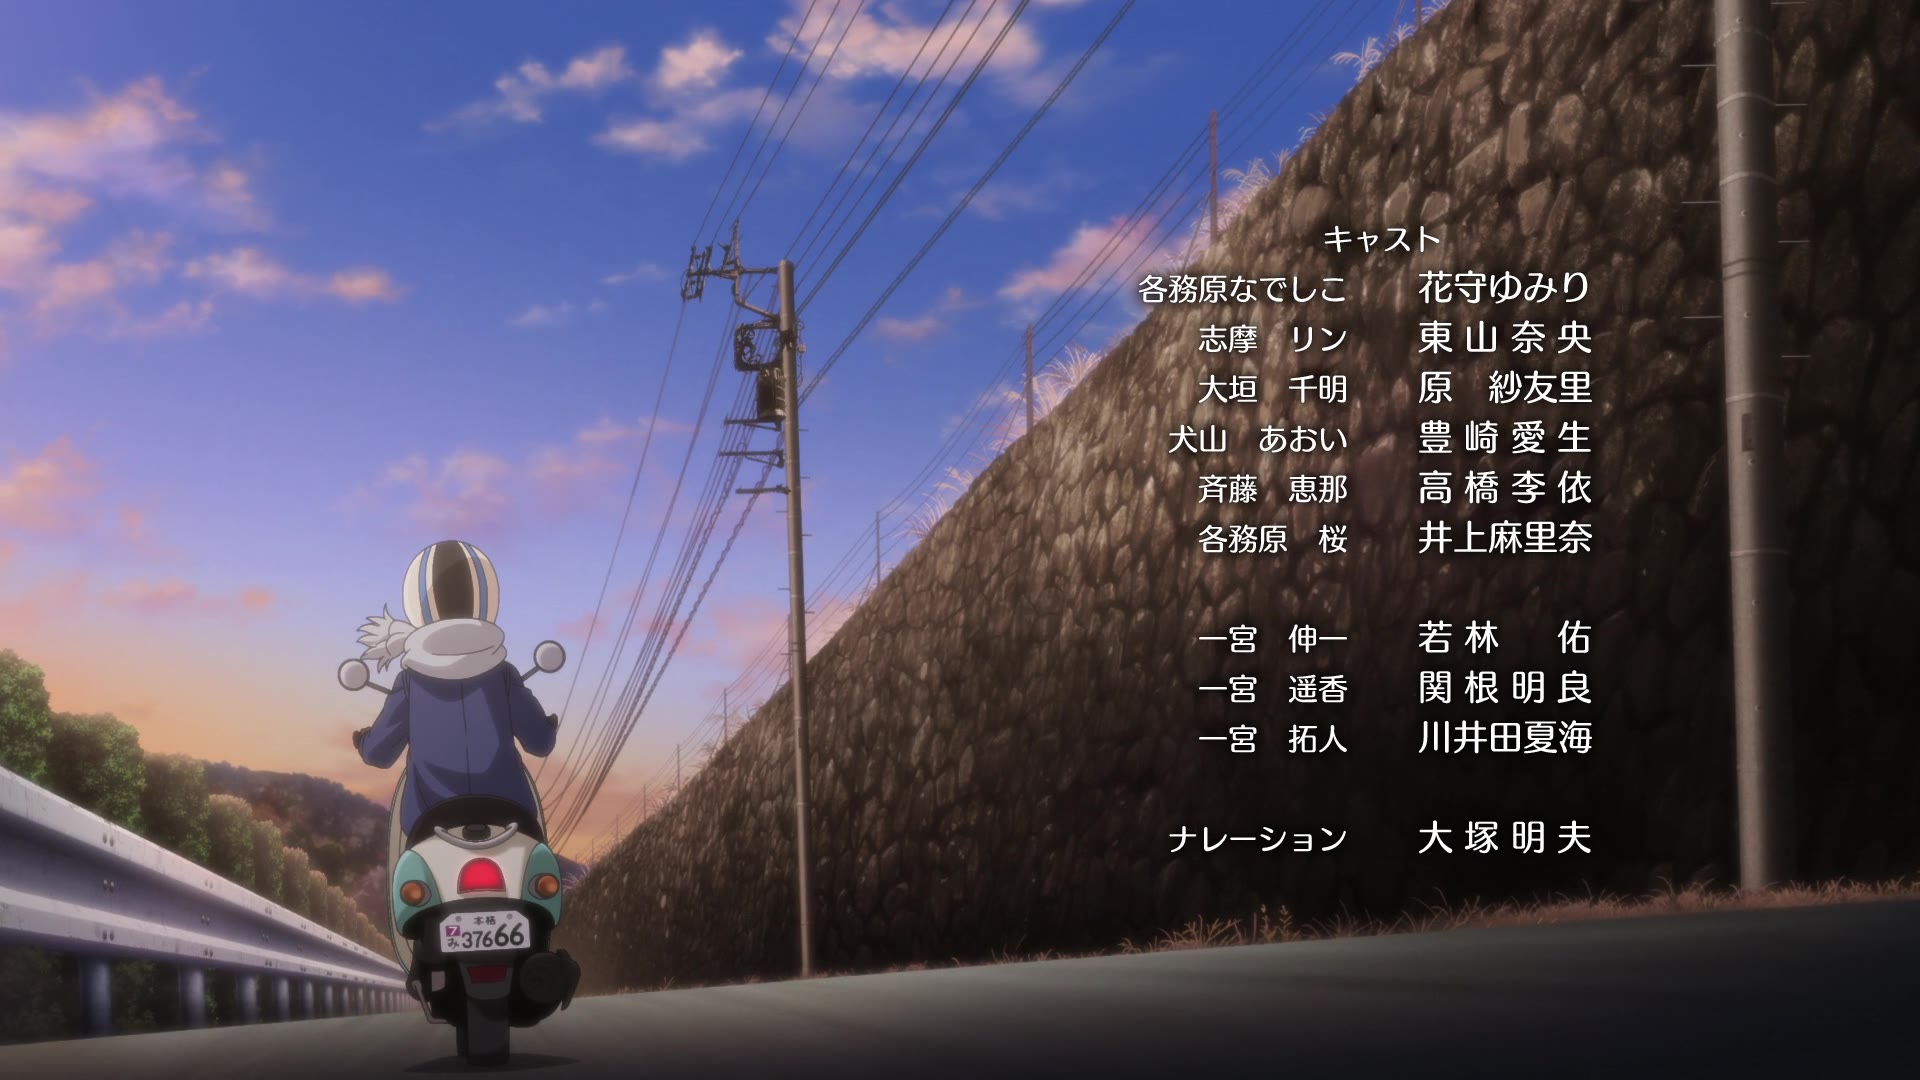 キャスト
各務原なでしこ　花守ゆみり
志摩　リン　東山奈央
大垣　千明　原　紗友里
犬山　あおい　豊崎愛生
斉藤　恵那　高橋李依
各務原　桜　井上麻里奈
一宮　伸一　若林　佑
一宮　遥香　関根明良
一宮　拓人　川井田夏海
ナレーション　大塚明夫
本栖
7
み 37666